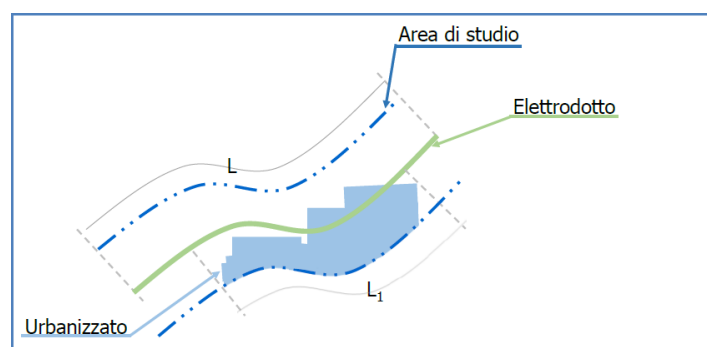 Area di studio
Elettrodotto
L
L₁
Urbanizzato